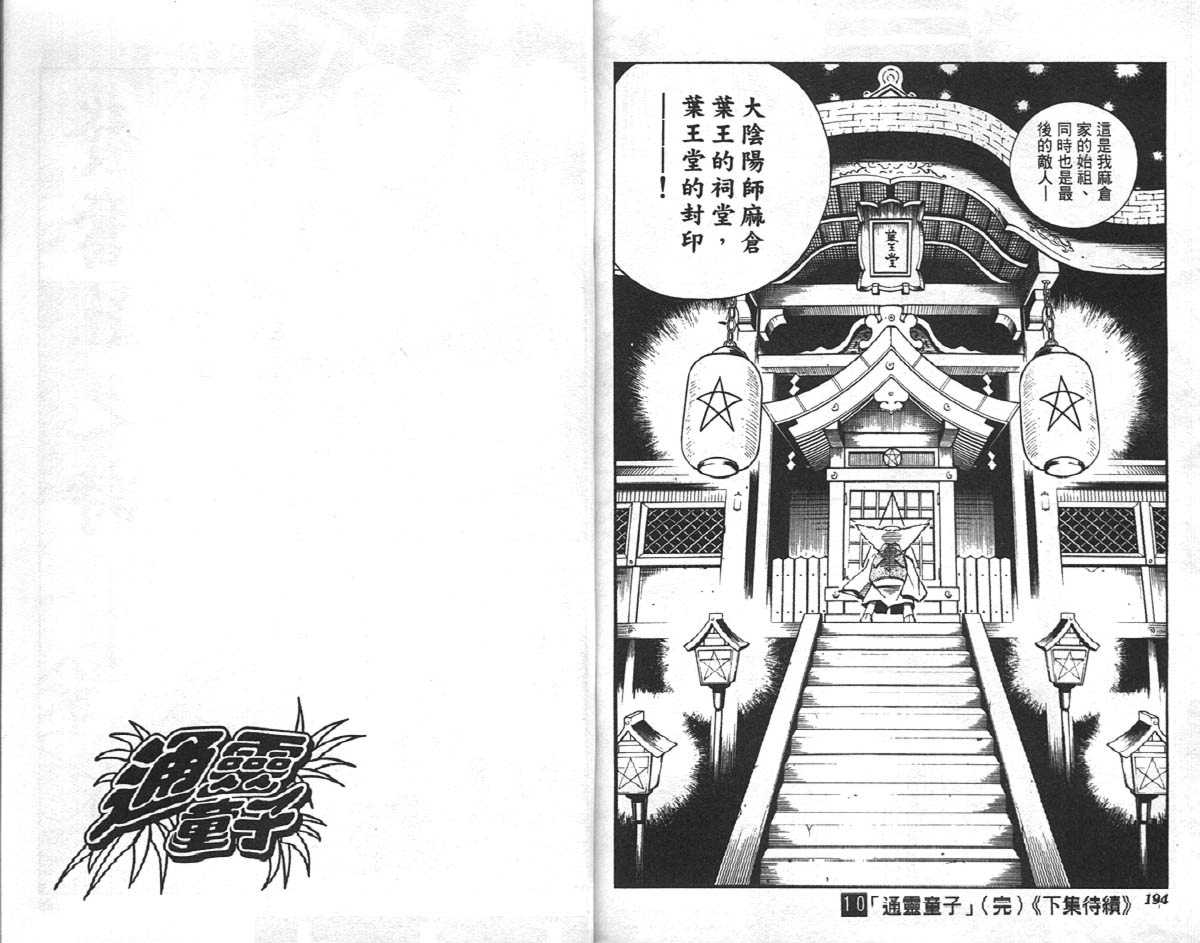 這是我麻倉
家的始祖、
同時也是最
後的敵人—
大陰陽師麻倉
葉王的祠堂，
葉王堂的封印
———！
葉王堂
10「通靈童子」（完）《下集待續》
194
通靈
童子